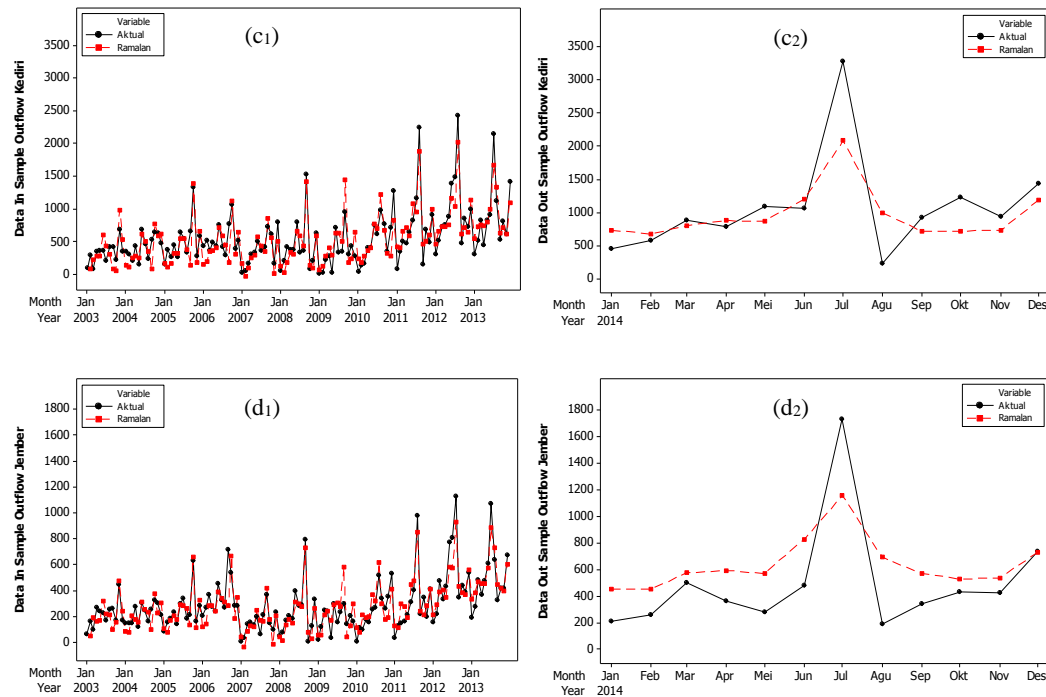 Data In Sample Outflow Kediri
Variable
Aktual
Ramalan
(c1)
3500
3000
2500
2000
1500
1000
500
0
Month Jan Jan Jan Jan Jan Jan Jan Jan Jan Jan Jan
Year 2003 2004 2005 2006 2007 2008 2009 2010 2011 2012 2013
Data Out Sample Outflow Kediri
(c2)
Variable
Aktual
Ramalan
3500
3000
2500
2000
1500
1000
500
0
Month Jan Feb Mar Apr Mei Jun Jul Agu Sep Okt Nov Des
Year 2014
Data In Sample Outflow Jember
Variable
Aktual
Ramalan
(d1)
1800
1600
1400
1200
1000
800
600
400
200
0
Month Jan Jan Jan Jan Jan Jan Jan Jan Jan Jan Jan
Year 2003 2004 2005 2006 2007 2008 2009 2010 2011 2012 2013
Data Out Sample Outflow Jember
(d2)
Variable
Aktual
Ramalan
1800
1600
1400
1200
1000
800
600
400
200
0
Month Jan Feb Mar Apr Mei Jun Jul Agu Sep Okt Nov Des
Year 2014